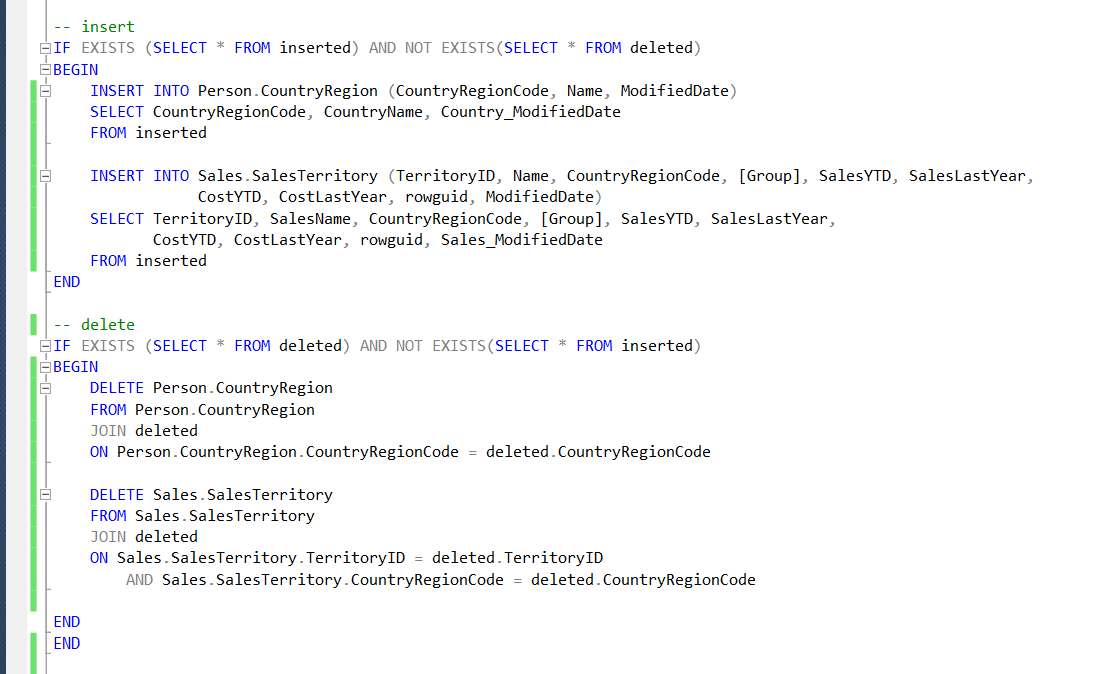 -- insert
IF EXISTS (SELECT * FROM inserted) AND NOT EXISTS(SELECT * FROM deleted)
BEGIN
INSERT INTO Person.CountryRegion (CountryRegionCode, Name, ModifiedDate)
SELECT CountryRegionCode, CountryName, Country_ModifiedDate
FROM inserted
INSERT INTO Sales.SalesTerritory (TerritoryID, Name, CountryRegionCode, [Group], SalesYTD, SalesLastYear,
CostYTD, CostLastYear, rowguid, ModifiedDate)
SELECT TerritoryID, SalesName, CountryRegionCode, [Group], SalesYTD, SalesLastYear,
CostYTD, CostLastYear, rowguid, Sales_ModifiedDate
FROM inserted
END
-- delete
IF EXISTS (SELECT * FROM deleted) AND NOT EXISTS(SELECT * FROM inserted)
BEGIN
DELETE Person.CountryRegion
FROM Person.CountryRegion
JOIN deleted
ON Person.CountryRegion.CountryRegionCode = deleted.CountryRegionCode
DELETE Sales.SalesTerritory
FROM Sales.SalesTerritory
JOIN deleted
ON Sales.SalesTerritory.TerritoryID = deleted.TerritoryID
AND Sales.SalesTerritory.CountryRegionCode = deleted.CountryRegionCode
END
END